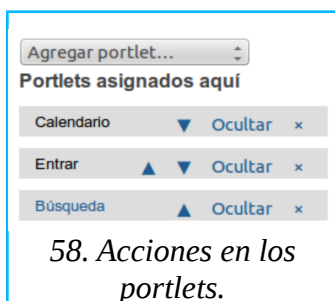 Agregar portlet...
Portlets asignados aquí
Calendario ▼ Ocultar ×
Entrar ▲ ▼ Ocultar ×
Búsqueda ▲ Ocultar ×
58. Acciones en los
portlets.